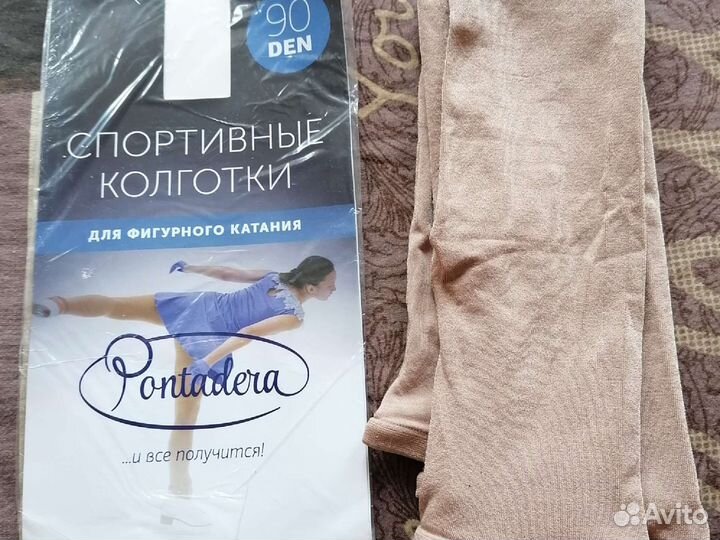 90
DEN
СПОРТИВНЫЕ
КОЛГОТКИ
ДЛЯ ФИГУРНОГО КАТАНИЯ
Pontadera
...и все получится!
Avito